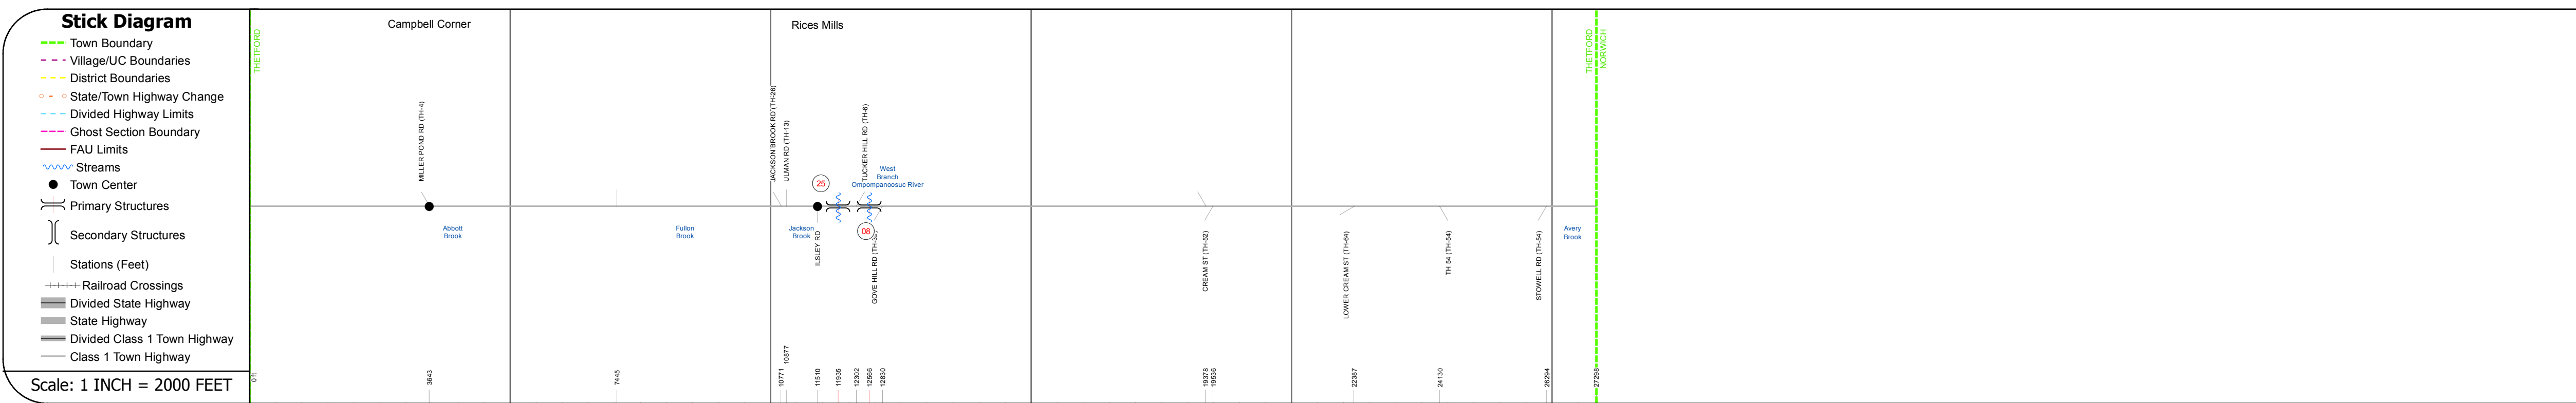 Stick Diagram
Town Boundary
Village/UC Boundaries
District Boundaries
State/Town Highway Change
Divided Highway Limits
Ghost Section Boundary
FAU Limits
Streams
Town Center
Primary Structures
Secondary Structures
Stations (Feet)
Railroad Crossings
Divided State Highway
State Highway
Divided Class 1 Town Highway
Class 1 Town Highway
Scale: 1 INCH = 2000 FEET
THETFORD
Campbell Corner
Rices Mills
THETFORD
NORWICH
MILLER POND RD (TH-4)
JACKSON BROOK RD (TH-26)
ULMAN RD (TH-13)
TUCKER HILL RD (TH-6)
25
West
Branch
Ompompanoosuc River
Abbott
Brook
Fullon
Brook
Jackson
Brook
ILSLEY RD
08
GOVE HILL RD
CREAM ST (TH-52)
LOWER CREAM ST (TH-64)
TH 54 (TH-54)
STOWELL RD (TH-54)
Avery
Brook
0 ft
3643
7445
10771
10877
11510
11935
12302
12566
12830
19378
19536
22387
24130
26294
27298